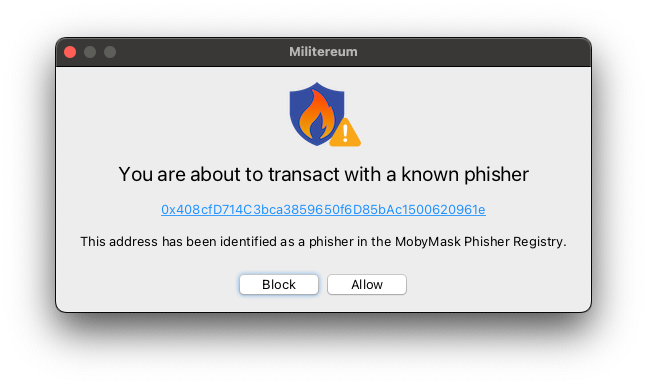 Militereum
You are about to transact with a known phisher
0x408cfD714C3bca3859650f6D85bAc1500620961e
This address has been identified as a phisher in the MobyMask Phisher Registry.
Block
Allow